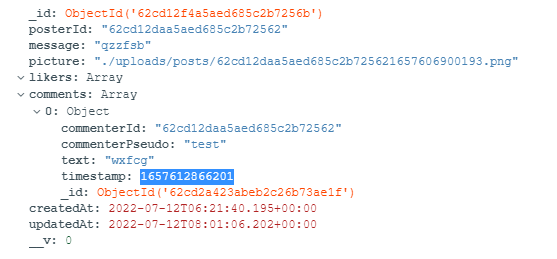 _id: ObjectId('62cd12f4a5aed685c2b7256b')
posterId: "62cd12daa5aed685c2b72562"
message: "qzzfsb"
picture: "./uploads/posts/62cd12daa5aed685c2b725621657606900193.png"
likers: Array
comments: Array
0: Object
commenterId: "62cd12daa5aed685c2b72562"
commenterPseudo: "test"
text: "wxfcg"
timestamp: 1657612866201
_id: ObjectId('62cd2a423abeb2c26b73ae1f')
createdAt: 2022-07-12T06:21:40.195+00:00
updatedAt: 2022-07-12T08:01:06.202+00:00
__v: 0